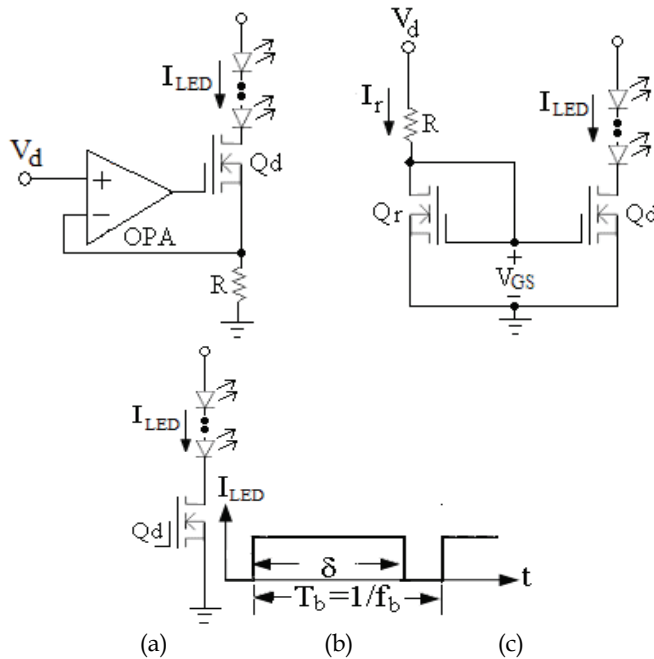 I_LED
V_d
+
−
OPA
Qd
R
V_d
I_r
R
I_LED
Qr
Qd
+
V_GS
−
I_LED
Qd
I_LED
δ
t
T_b=1/f_b
(a) (b) (c)